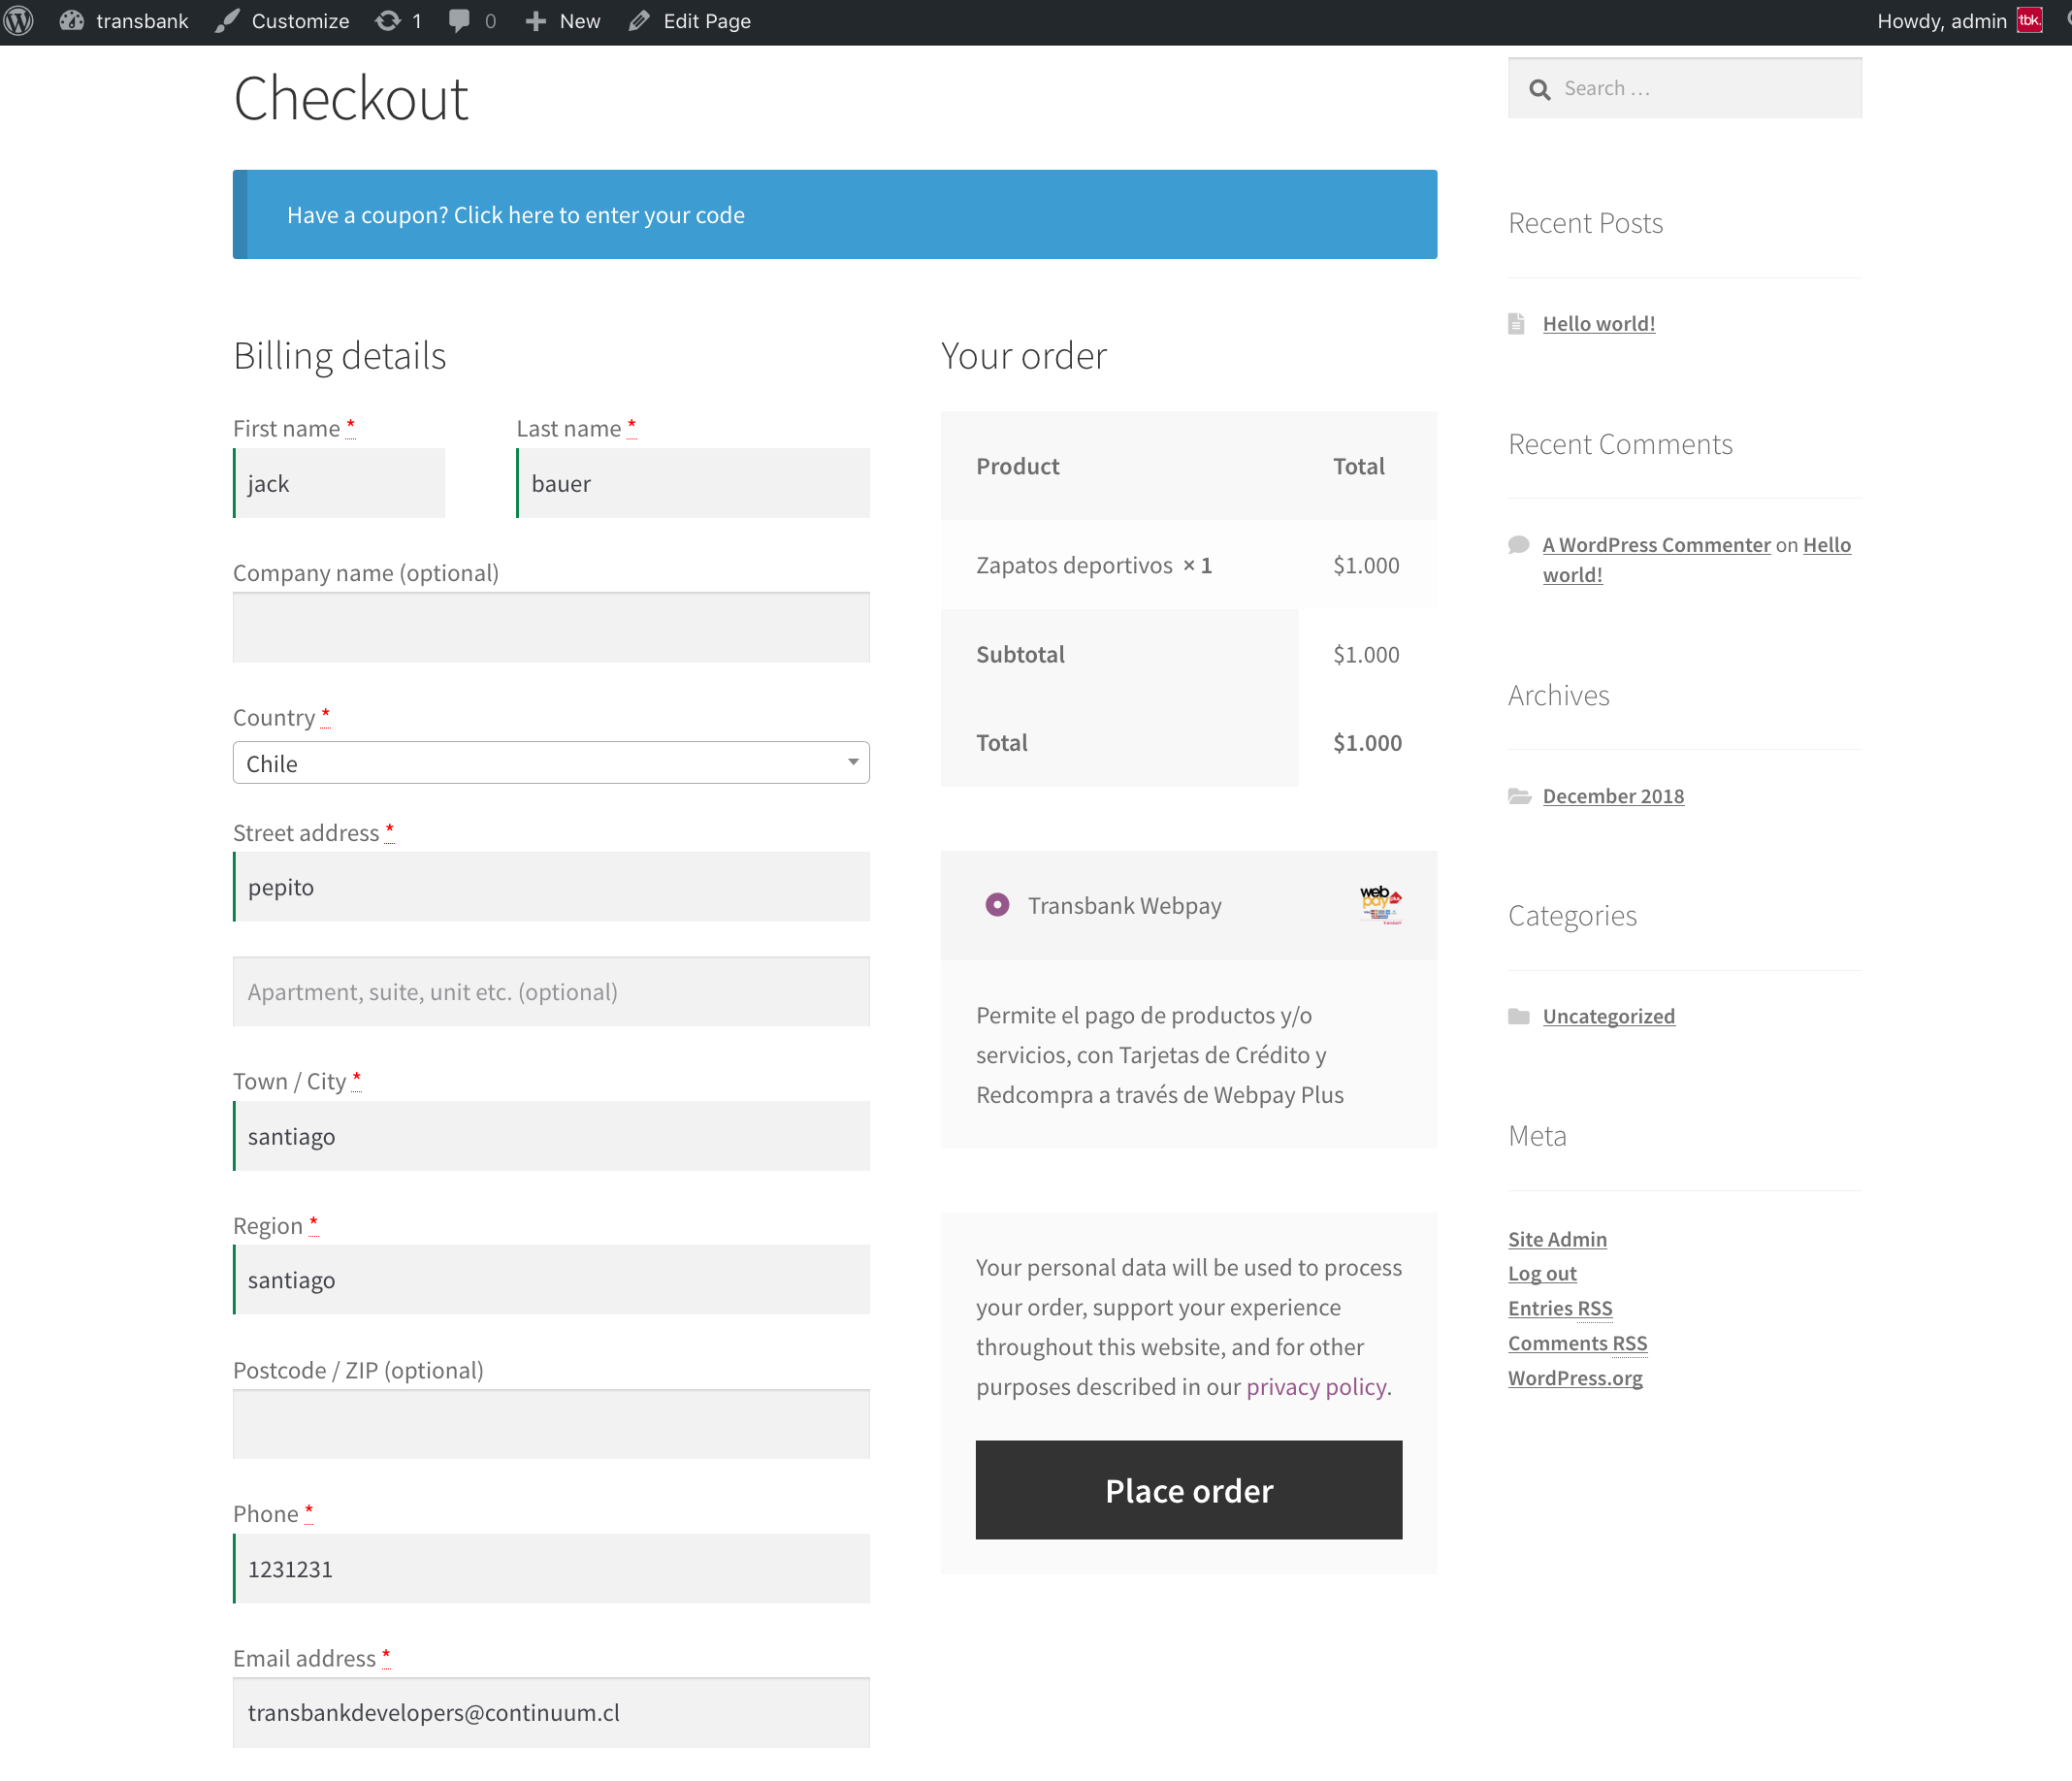 transbank Customize 1 0 New Edit Page Howdy, admin tbk.
Checkout
Have a coupon? Click here to enter your code
Billing details
First name * Last name *
jack bauer
Company name (optional)
Country *
Chile
Street address *
pepito
Apartment, suite, unit etc. (optional)
Town / City *
santiago
Region *
santiago
Postcode / ZIP (optional)
Phone *
1231231
Email address *
transbankdevelopers@continuum.cl
Your order
Product Total
Zapatos deportivos × 1 $1.000
Subtotal $1.000
Total $1.000
Transbank Webpay
web
pay
Permite el pago de productos y/o
servicios, con Tarjetas de Crédito y
Redcompra a través de Webpay Plus
Your personal data will be used to process
your order, support your experience
throughout this website, and for other
purposes described in our privacy policy.
Place order
Search …
Recent Posts
Hello world!
Recent Comments
A WordPress Commenter on Hello
world!
Archives
December 2018
Categories
Uncategorized
Meta
Site Admin
Log out
Entries RSS
Comments RSS
WordPress.org